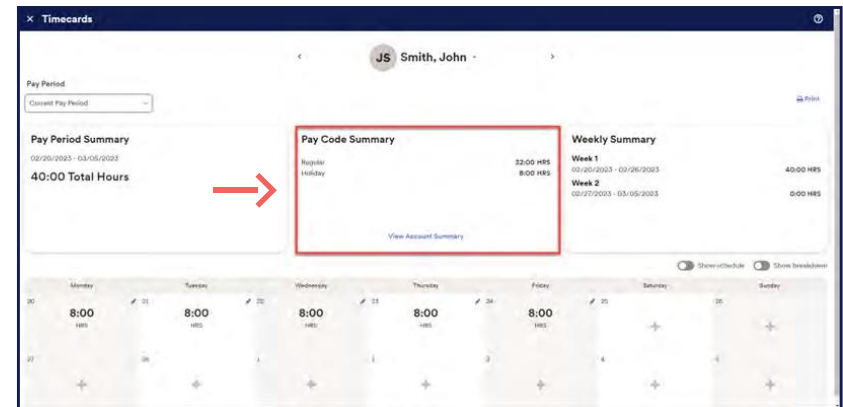 × Timecards
JS Smith, John
Pay Period
Current Pay Period
Print
Pay Period Summary
02/20/2023 - 03/05/2023
40:00 Total Hours
Pay Code Summary
Regular 32:00 HRS
Holiday 8:00 HRS
View Account Summary
Weekly Summary
Week 1
02/20/2023 - 02/26/2023 40:00 HRS
Week 2
02/27/2023 - 03/05/2023 0:00 HRS
Show schedule Show breakdown
Monday Tuesday Wednesday Thursday Friday Saturday Sunday
20 21 22 23 24 25 26
8:00 8:00 8:00 8:00 8:00
HRS HRS HRS HRS HRS
27 28 1 3 4